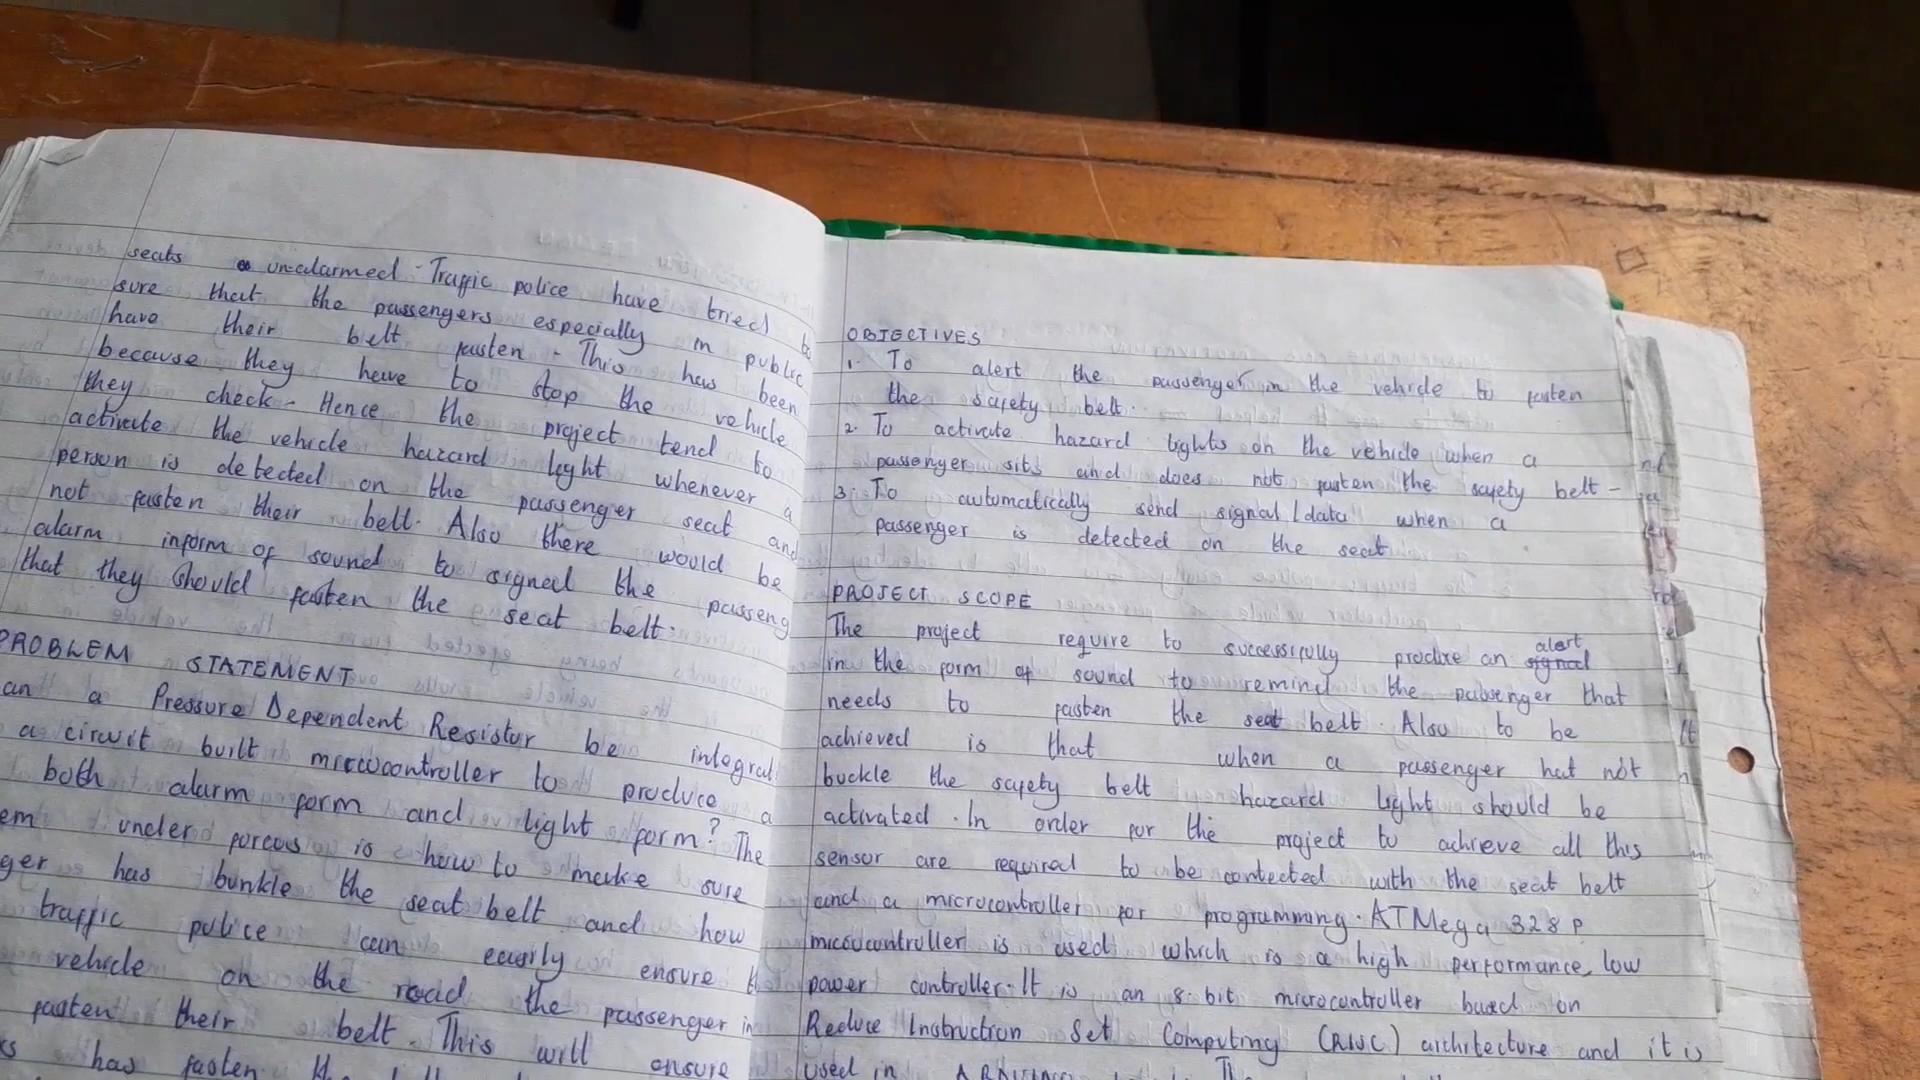 seats unalarmed. Traffic police have tried to
sure that the passengers especially in public
have their belt fasten. This has been
because they have to stop the vehicle
they check. Hence the project tend to
activate the vehicle hazard light whenever a
person is detected on the passenger seat and
not fasten their belt. Also there would be
alarm inform of sound to signal the passeng
that they should fasten the seat belt.
PROBLEM STATEMENT
an a Pressure Dependent Resistor be integrat
a circuit built microcontroller to produce a
both alarm form and light form? The
em under porcous is how to make sure
ger has bunkle the seat belt and how
traffic police can easily ensure t
vehicle on the road the passenger in
fasten their belt. This will ensure
has fasten the
OBJECTIVES
1. To alert the passenger in the vehicle to fasten
the safety belt.
2. To activate hazard lights on the vehicle when a
passenger sits and does not fasten the safety belt-
3. To automatically send signal/data when a
passenger is detected on the seat
PROJECT SCOPE
The project require to successfully produce an alert
in the form of sound to remind the passenger that
needs to fasten the seat belt. Also to be
achieved is that when a passenger hat not
buckle the safety belt hazard light should be
activated. In order for the project to achieve all this
sensor are required to be contected with the seat belt
and a microcontroller for programming. ATMega 328 P
microcontroller is used which is a high performance low
power controller. It is an 8-bit microcontroller based on
Reduce Instruction Set Computing (RISC) architecture and it is
used in